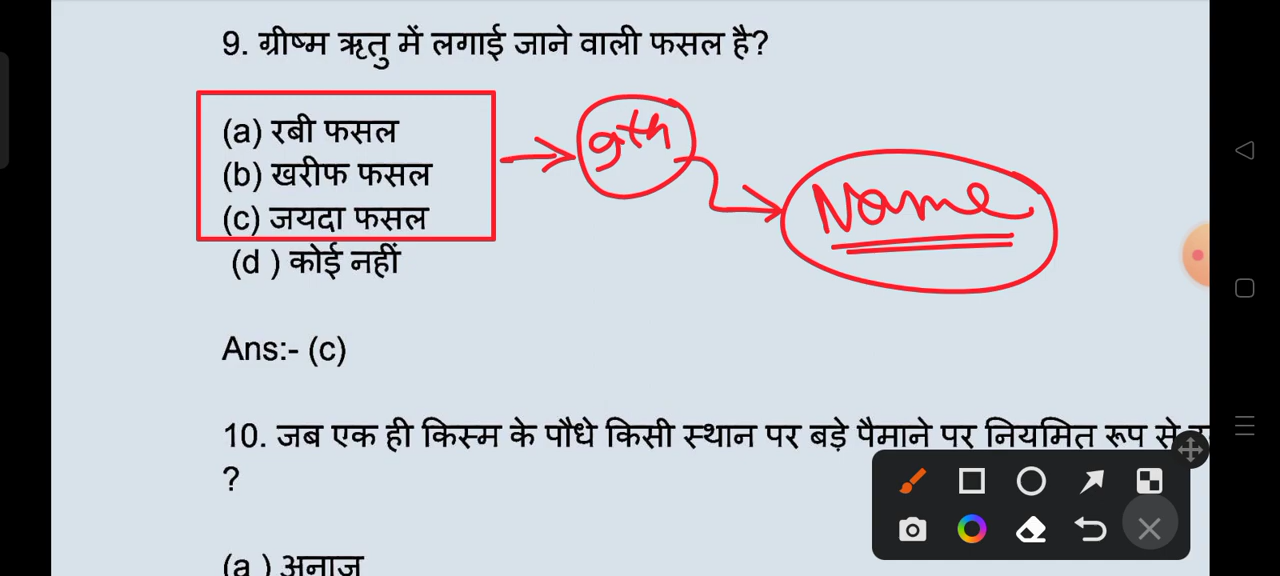 9. ग्रीष्म ऋतु में लगाई जाने वाली फसल है?
(a) रबी फसल
(b) खरीफ फसल
(c) जयदा फसल
(d ) कोई नहीं
9th
Name
Ans:- (c)
10. जब एक ही किस्म के पौधे किसी स्थान पर बड़े पैमाने पर नियमित रूप से
?
(a ) अनाज